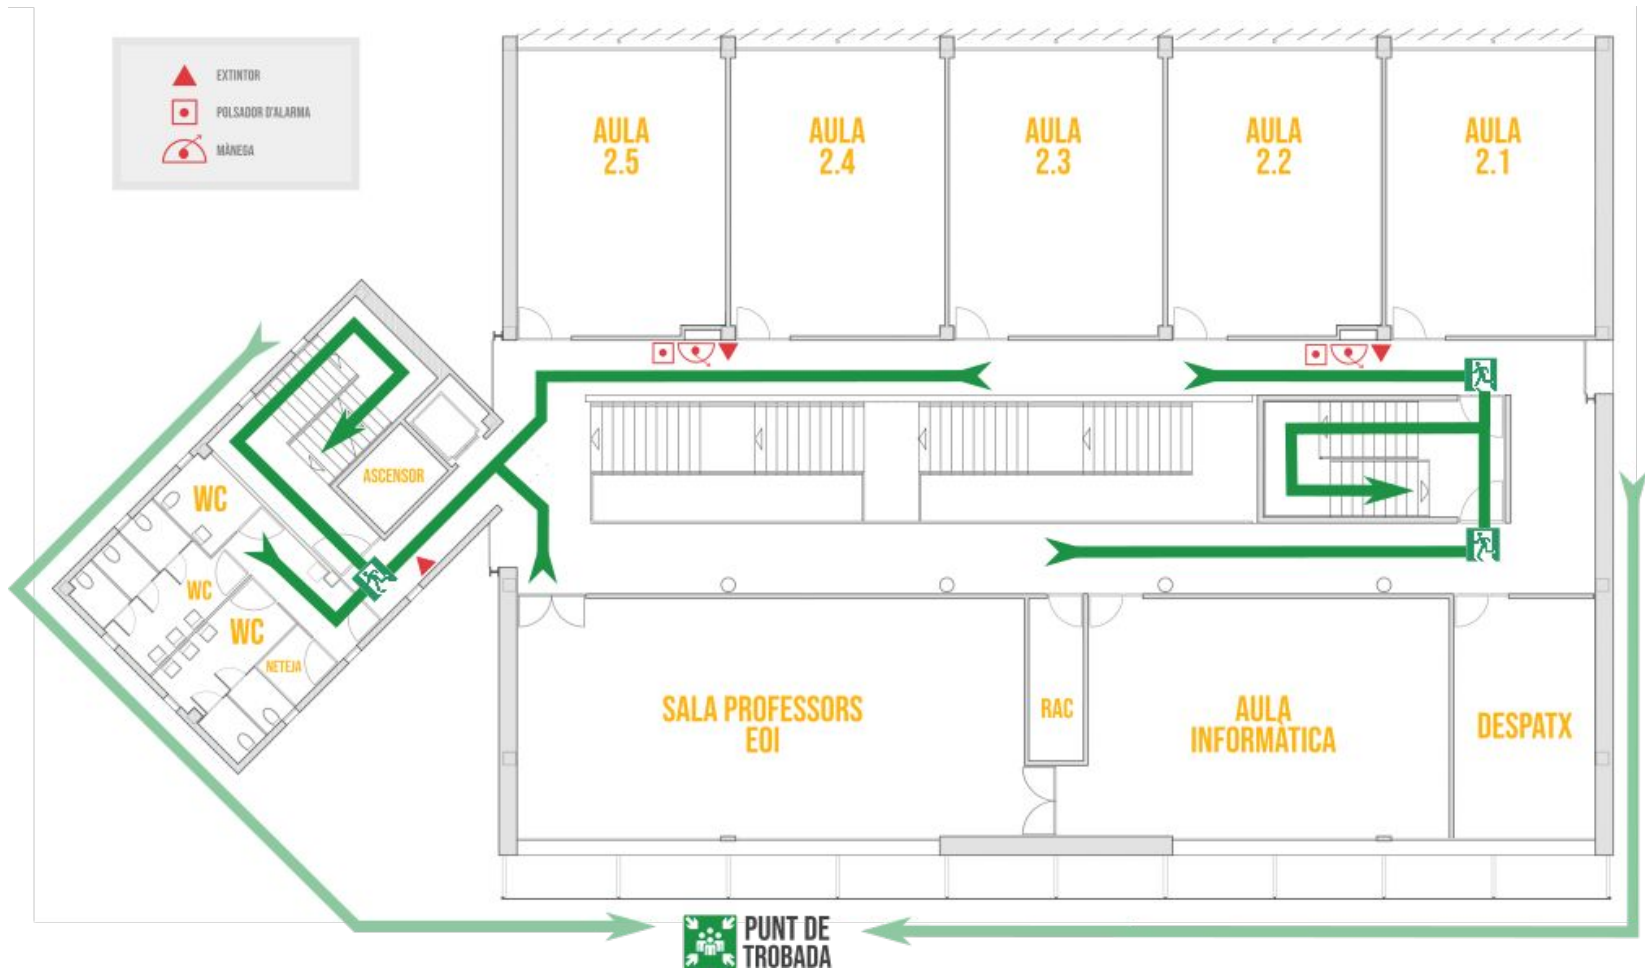 EXTINTOR
POLSADOR D'ALARMA
MÀNEGA
AULA
2.5
AULA
2.4
AULA
2.3
AULA
2.2
AULA
2.1
ASCENSOR
WC
WC
WC
NETEJA
SALA PROFESSORS
EOI
RAC
AULA
INFORMÀTICA
DESPATX
PUNT DE
TROBADA